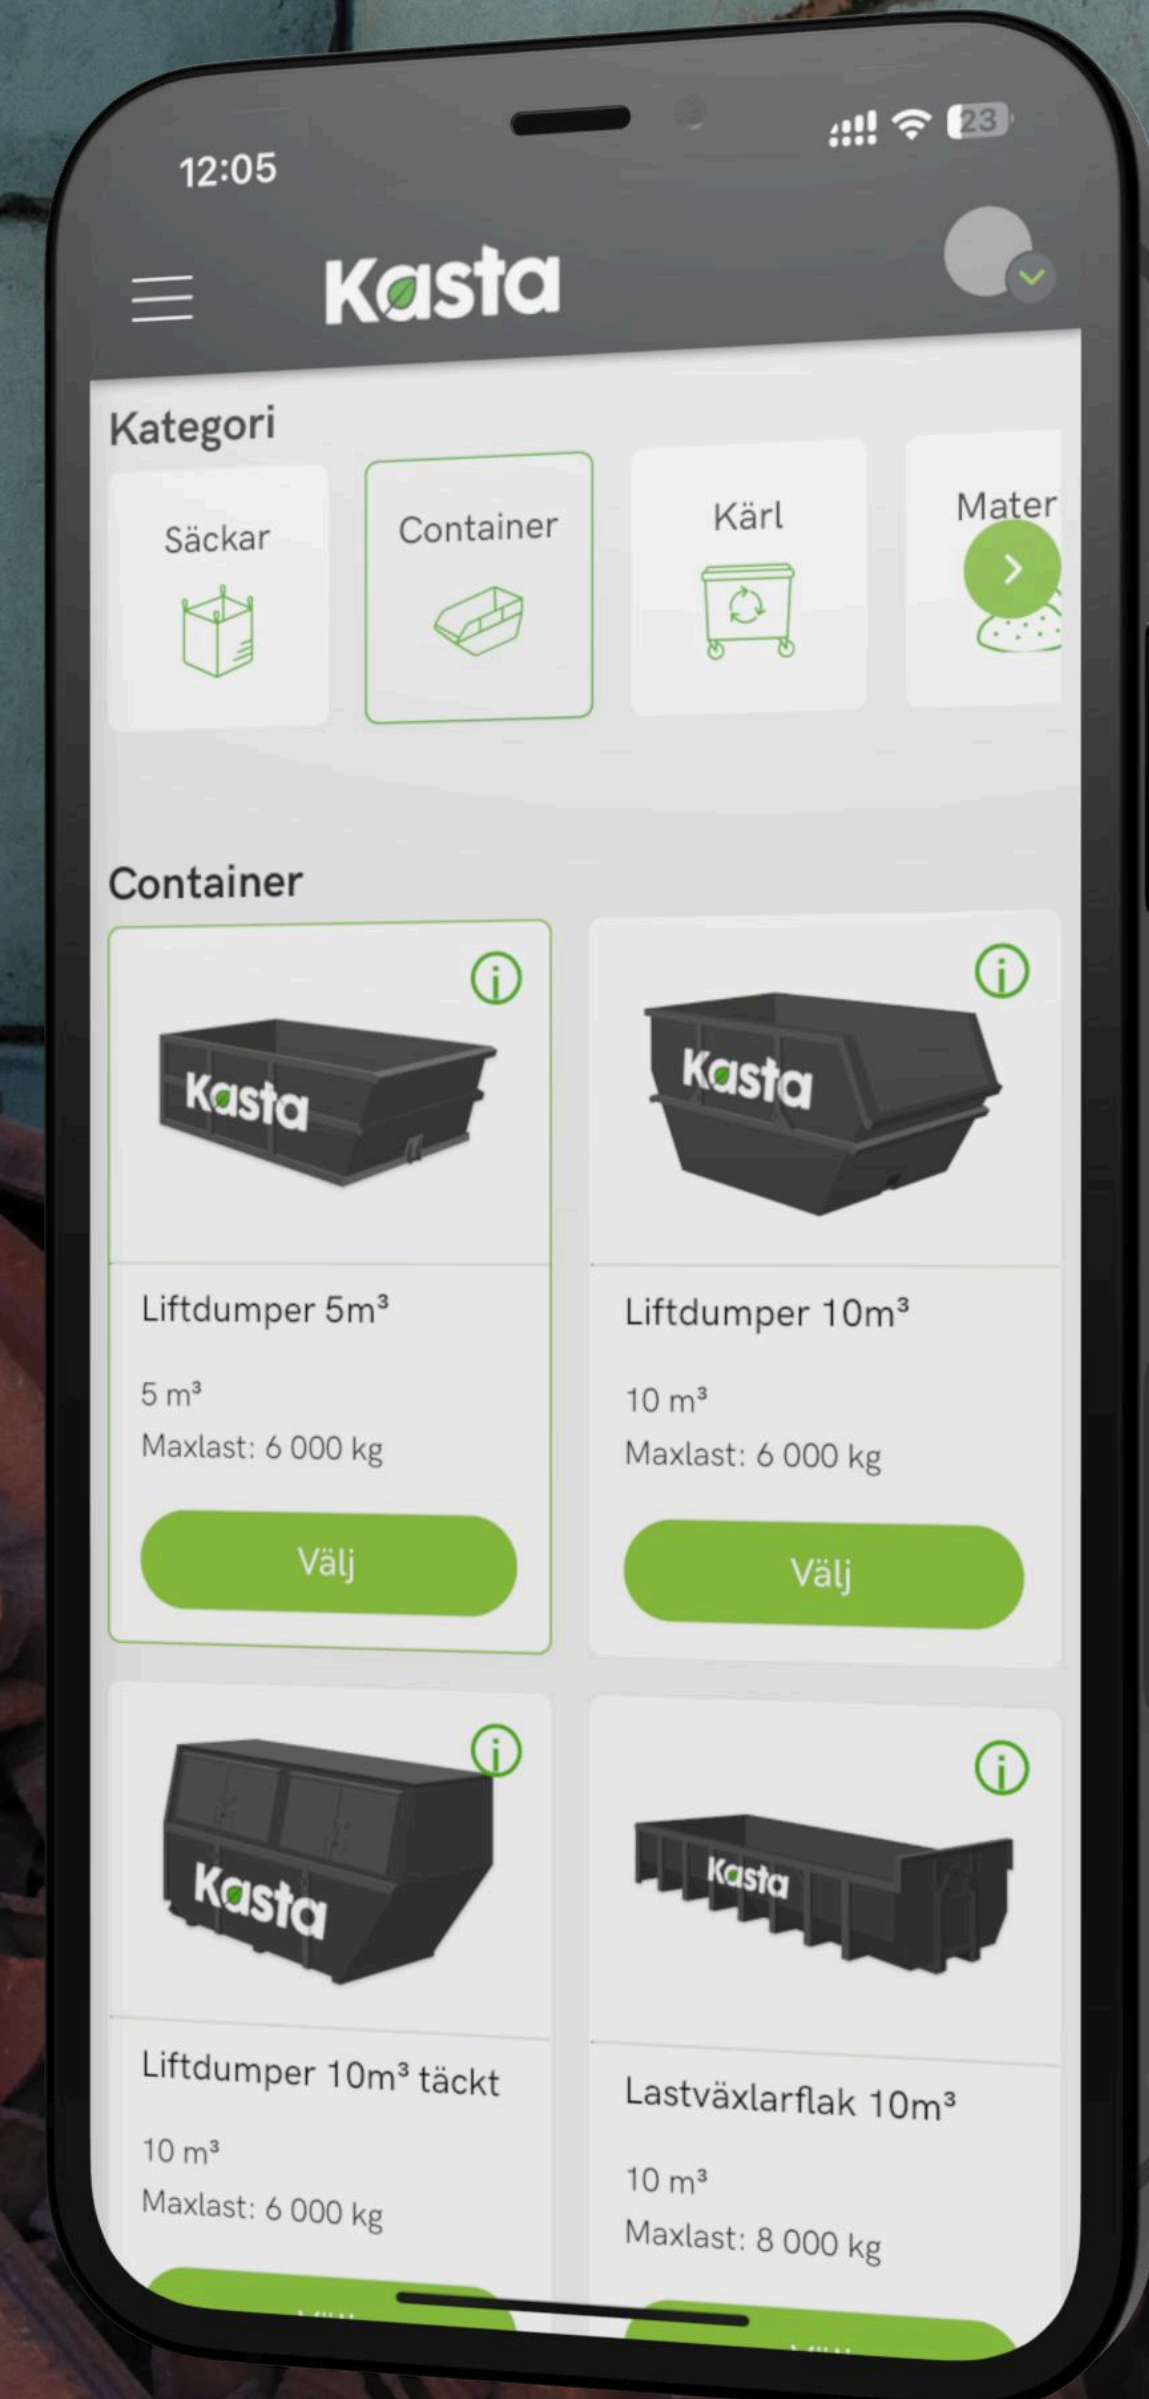 12:05
23
Kasta
Kategori
Säckar
Container
Kärl
Mater
Container
Kasta
Kasta
Liftdumper 5m³
Liftdumper 10m³
5 m³
10 m³
Maxlast: 6 000 kg
Maxlast: 6 000 kg
Välj
Välj
Kasta
Kasta
Liftdumper 10m³ täckt
Lastväxlarflak 10m³
10 m³
10 m³
Maxlast: 6 000 kg
Maxlast: 8 000 kg